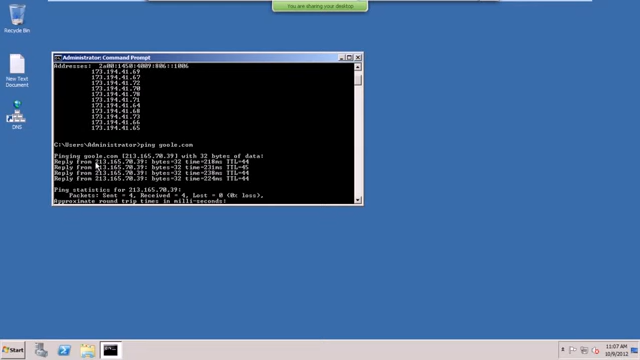 You are sharing your desktop
Recycle Bin
New Text
Document
DNS
Administrator: Command Prompt
Addresses: 2a00:1450:4009:806::1006
173.194.41.69
173.194.41.67
173.194.41.72
173.194.41.70
173.194.41.78
173.194.41.71
173.194.41.64
173.194.41.68
173.194.41.73
173.194.41.66
173.194.41.65
C:\Users\Administrator>ping goole.com
Pinging goole.com [213.165.70.39] with 32 bytes of data:
Reply from 213.165.70.39: bytes=32 time=218ms TTL=44
Reply from 213.165.70.39: bytes=32 time=231ms TTL=45
Reply from 213.165.70.39: bytes=32 time=230ms TTL=44
Reply from 213.165.70.39: bytes=32 time=224ms TTL=44
Ping statistics for 213.165.70.39:
Packets: Sent = 4, Received = 4, Lost = 0 (0% loss),
Approximate round trip times in milli-seconds:
Start
11:07 AM
10/9/2012